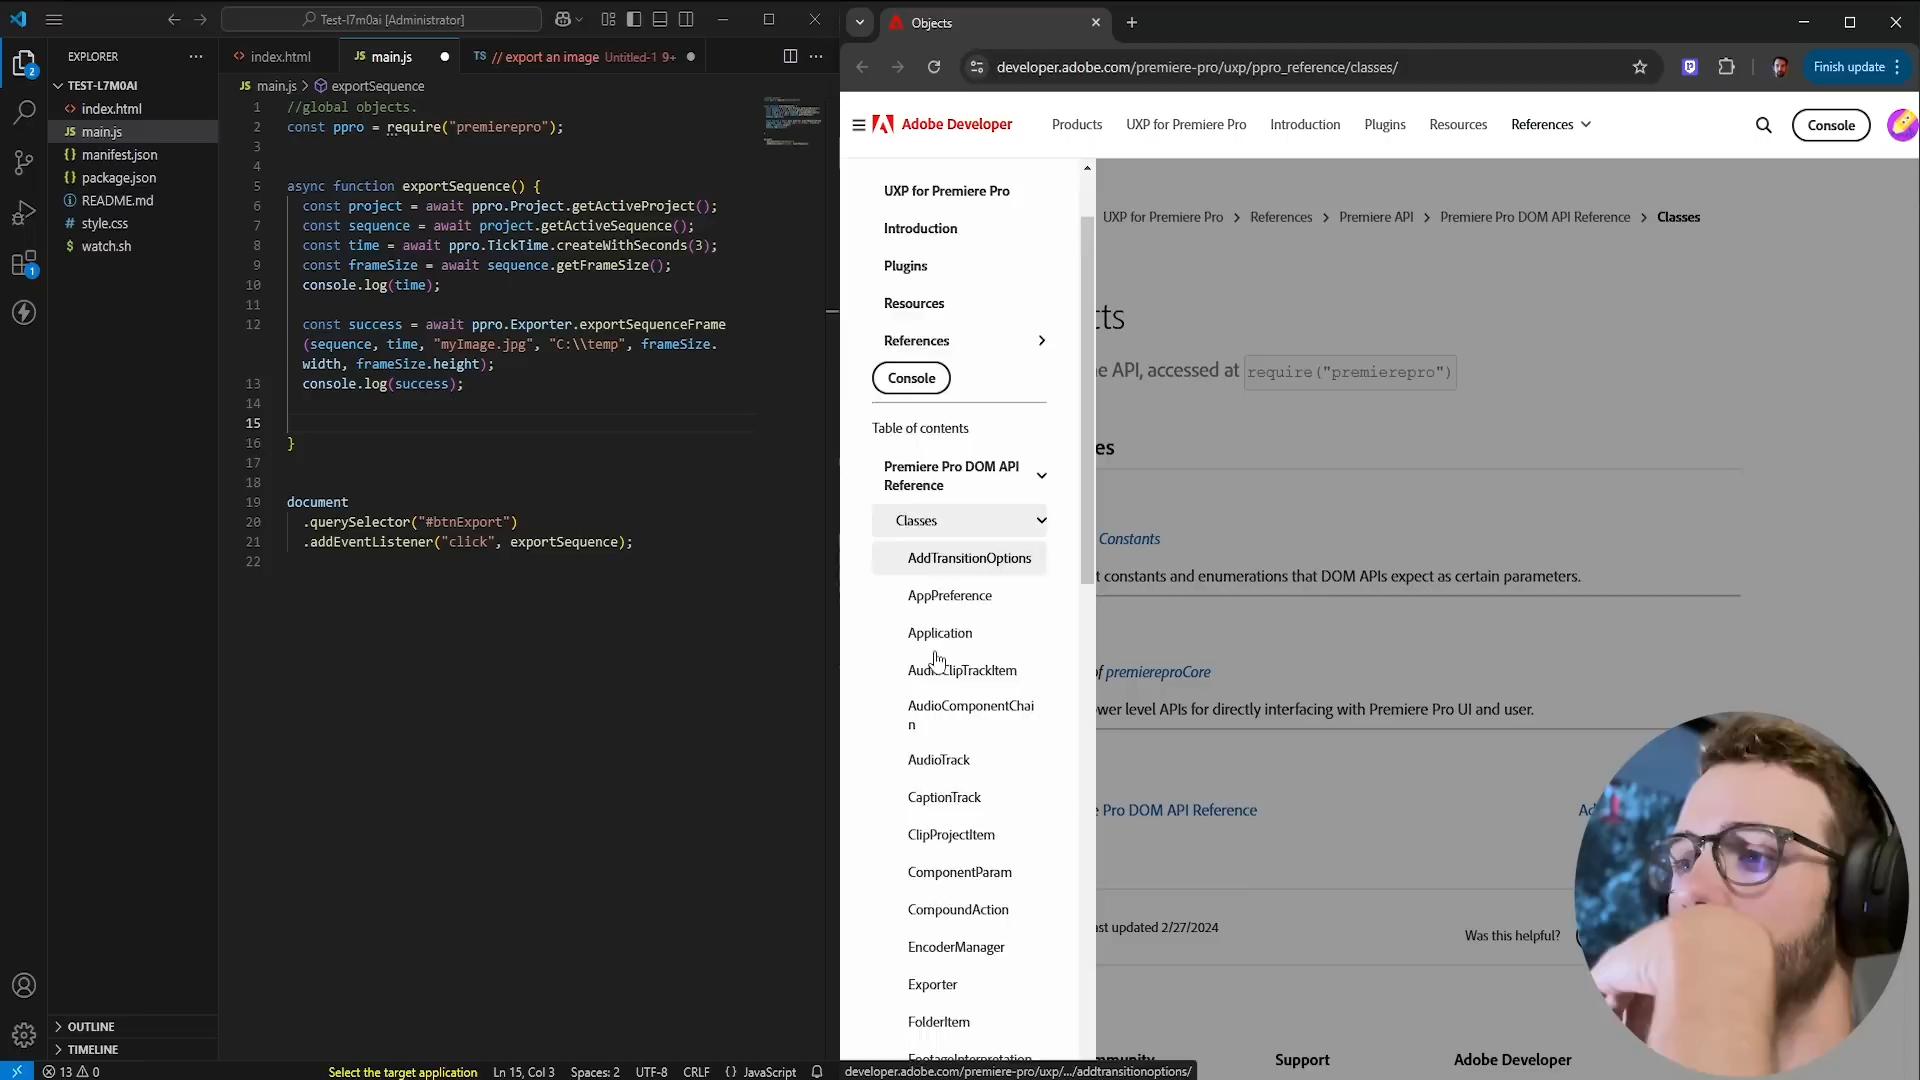 Test-l7m0ai [Administrator]
EXPLORER
TEST-L7M0AI
index.html
main.js
manifest.json
package.json
README.md
style.css
watch.sh
OUTLINE
TIMELINE
2
1
index.html
main.js
// export an image Untitled-1 9+
main.js > exportSequence
1 //global objects.
2 const ppro = require("premierepro");
3
4
5 async function exportSequence() {
6 const project = await ppro.Project.getActiveProject();
7 const sequence = await project.getActiveSequence();
8 const time = await ppro.TickTime.createWithSeconds(3);
9 const frameSize = await sequence.getFrameSize();
10 console.log(time);
11
12 const success = await ppro.Exporter.exportSequenceFrame
(sequence, time, "myImage.jpg", "C:\\temp", frameSize.
width, frameSize.height);
13 console.log(success);
14
15
16 }
17
18
19 document
20 .querySelector("#btnExport")
21 .addEventListener("click", exportSequence);
22
13 0 Select the target application Ln 15, Col 3 Spaces: 2 UTF-8 CRLF {} JavaScript
Objects
developer.adobe.com/premiere-pro/uxp/ppro_reference/classes/
Finish update
Adobe Developer Products UXP for Premiere Pro Introduction Plugins Resources References
Console
UXP for Premiere Pro
Introduction
Plugins
Resources
References
Console
Table of contents
Premiere Pro DOM API
Reference
Classes
AddTransitionOptions
AppPreference
Application
AudioClipTrackItem
AudioComponentChai
n
AudioTrack
CaptionTrack
ClipProjectItem
ComponentParam
CompoundAction
EncoderManager
Exporter
FolderItem
FootageInterpretation
UXP for Premiere Pro > References > Premiere API > Premiere Pro DOM API Reference > Classes
cts
e API, accessed at require("premierepro")
es
Constants
t constants and enumerations that DOM APIs expect as certain parameters.
of premiereproCore
wer level APIs for directly interfacing with Premiere Pro UI and user.
e Pro DOM API Reference
Ad
ast updated 2/27/2024
Was this helpful?
mmunity
Support
Adobe Developer
developer.adobe.com/premiere-pro/uxp/.../addtransitionoptions/